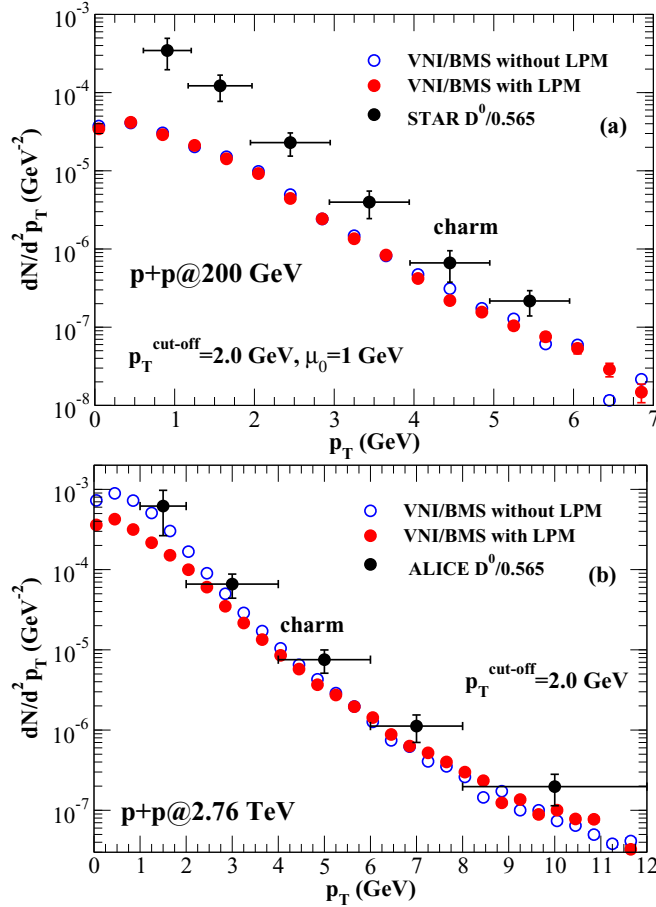 10^-3
VNI/BMS without LPM
VNI/BMS with LPM
STAR D^0/0.565
10^-4
(a)
10^-5
dN/d^2p_T (GeV^-2)
charm
10^-6
p+p@200 GeV
10^-7
p_T^cut-off=2.0 GeV, μ_0=1 GeV
10^-8
0 1 2 3 4 5 6 7
p_T (GeV)
10^-3
VNI/BMS without LPM
VNI/BMS with LPM
ALICE D^0/0.565
(b)
10^-4
dN/d^2p_T (GeV^-2)
charm
10^-5
p_T^cut-off=2.0 GeV
10^-6
10^-7
p+p@2.76 TeV
0 1 2 3 4 5 6 7 8 9 10 11 12
p_T (GeV)